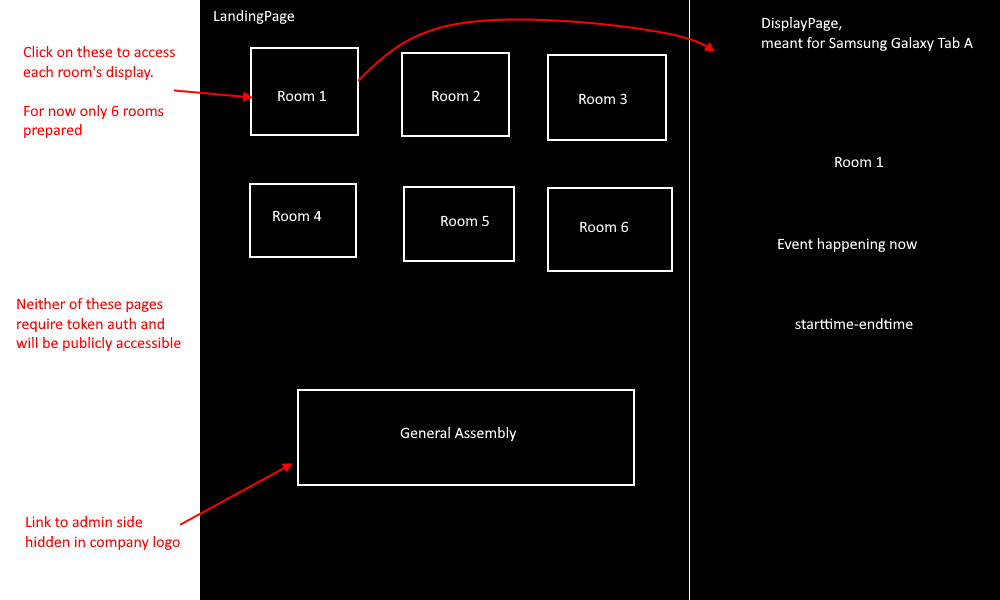 LandingPage
DisplayPage,
meant for Samsung Galaxy Tab A
Click on these to access
each room's display.
For now only 6 rooms
prepared
Room 1
Room 2
Room 3
Room 4
Room 5
Room 6
Room 1
Event happening now
starttime-endtime
Neither of these pages
require token auth and
will be publicly accessible
General Assembly
Link to admin side
hidden in company logo